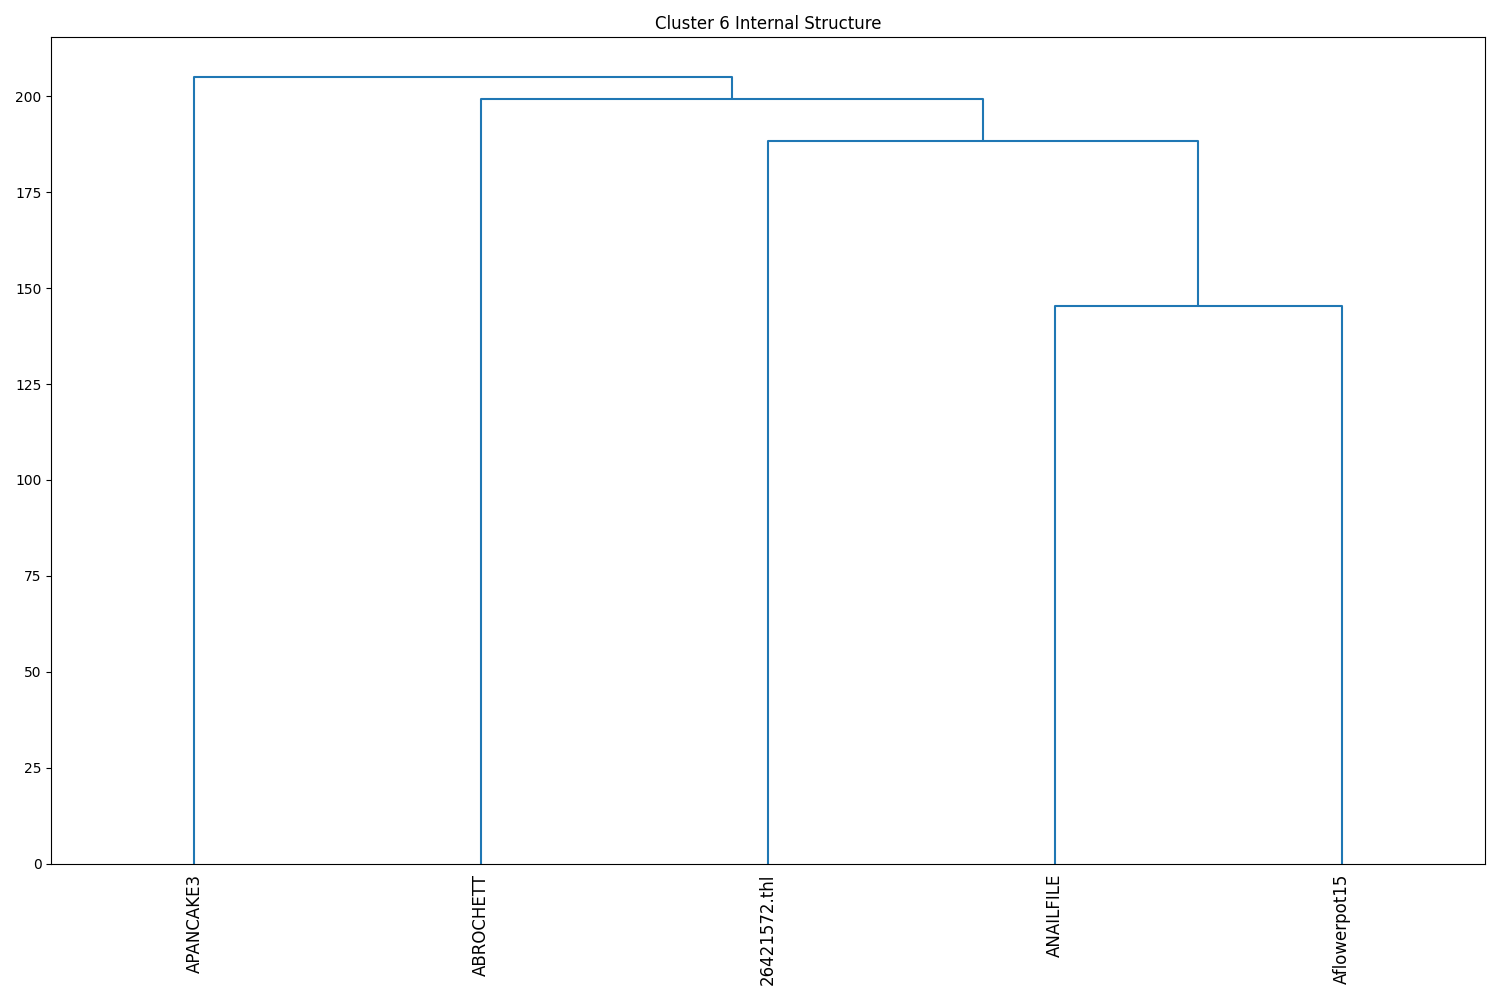 Cluster 6 Internal Structure
200
175
150
125
100
75
50
25
0
APANCAKE3
ABROCHETT
26421572.thl
ANAILFILE
Aflowerpot15